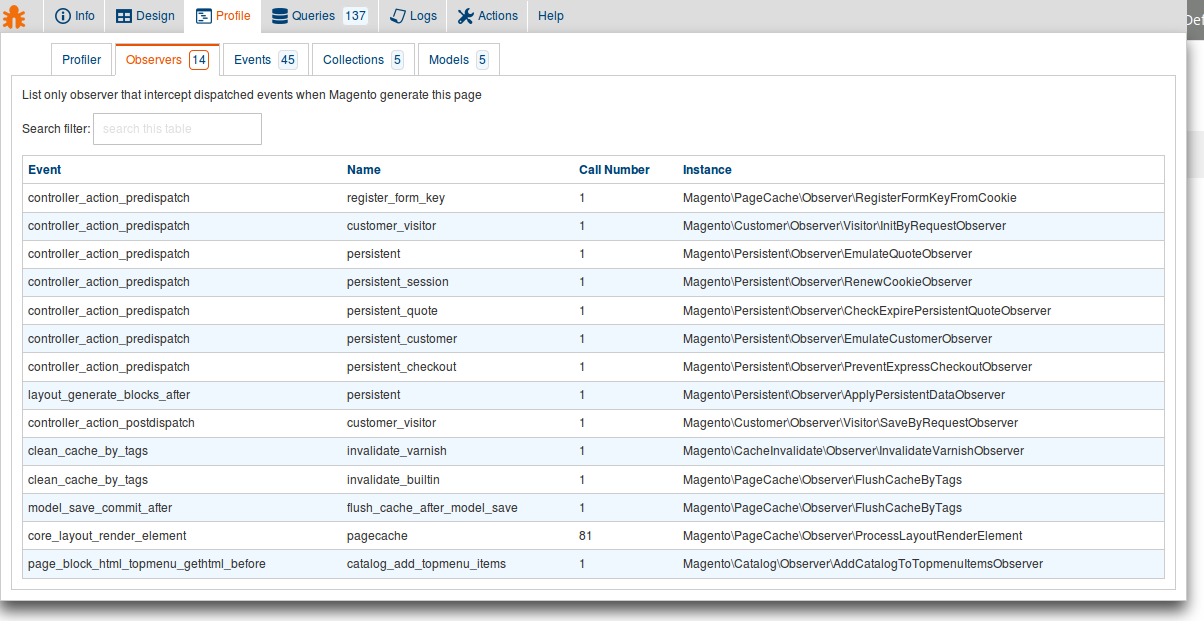 Info Design Profile Queries 137 Logs Actions Help
Def
Profiler Observers 14 Events 45 Collections 5 Models 5
List only observer that intercept dispatched events when Magento generate this page
Search filter: search this table
Event Name Call Number Instance
controller_action_predispatch register_form_key 1 Magento\PageCache\Observer\RegisterFormKeyFromCookie
controller_action_predispatch customer_visitor 1 Magento\Customer\Observer\Visitor\InitByRequestObserver
controller_action_predispatch persistent 1 Magento\Persistent\Observer\EmulateQuoteObserver
controller_action_predispatch persistent_session 1 Magento\Persistent\Observer\RenewCookieObserver
controller_action_predispatch persistent_quote 1 Magento\Persistent\Observer\CheckExpirePersistentQuoteObserver
controller_action_predispatch persistent_customer 1 Magento\Persistent\Observer\EmulateCustomerObserver
controller_action_predispatch persistent_checkout 1 Magento\Persistent\Observer\PreventExpressCheckoutObserver
layout_generate_blocks_after persistent 1 Magento\Persistent\Observer\ApplyPersistentDataObserver
controller_action_postdispatch customer_visitor 1 Magento\Customer\Observer\Visitor\SaveByRequestObserver
clean_cache_by_tags invalidate_varnish 1 Magento\CacheInvalidate\Observer\InvalidateVarnishObserver
clean_cache_by_tags invalidate_builtin 1 Magento\PageCache\Observer\FlushCacheByTags
model_save_commit_after flush_cache_after_model_save 1 Magento\PageCache\Observer\FlushCacheByTags
core_layout_render_element pagecache 81 Magento\PageCache\Observer\ProcessLayoutRenderElement
page_block_html_topmenu_gethtml_before catalog_add_topmenu_items 1 Magento\Catalog\Observer\AddCatalogToTopmenuItemsObserver